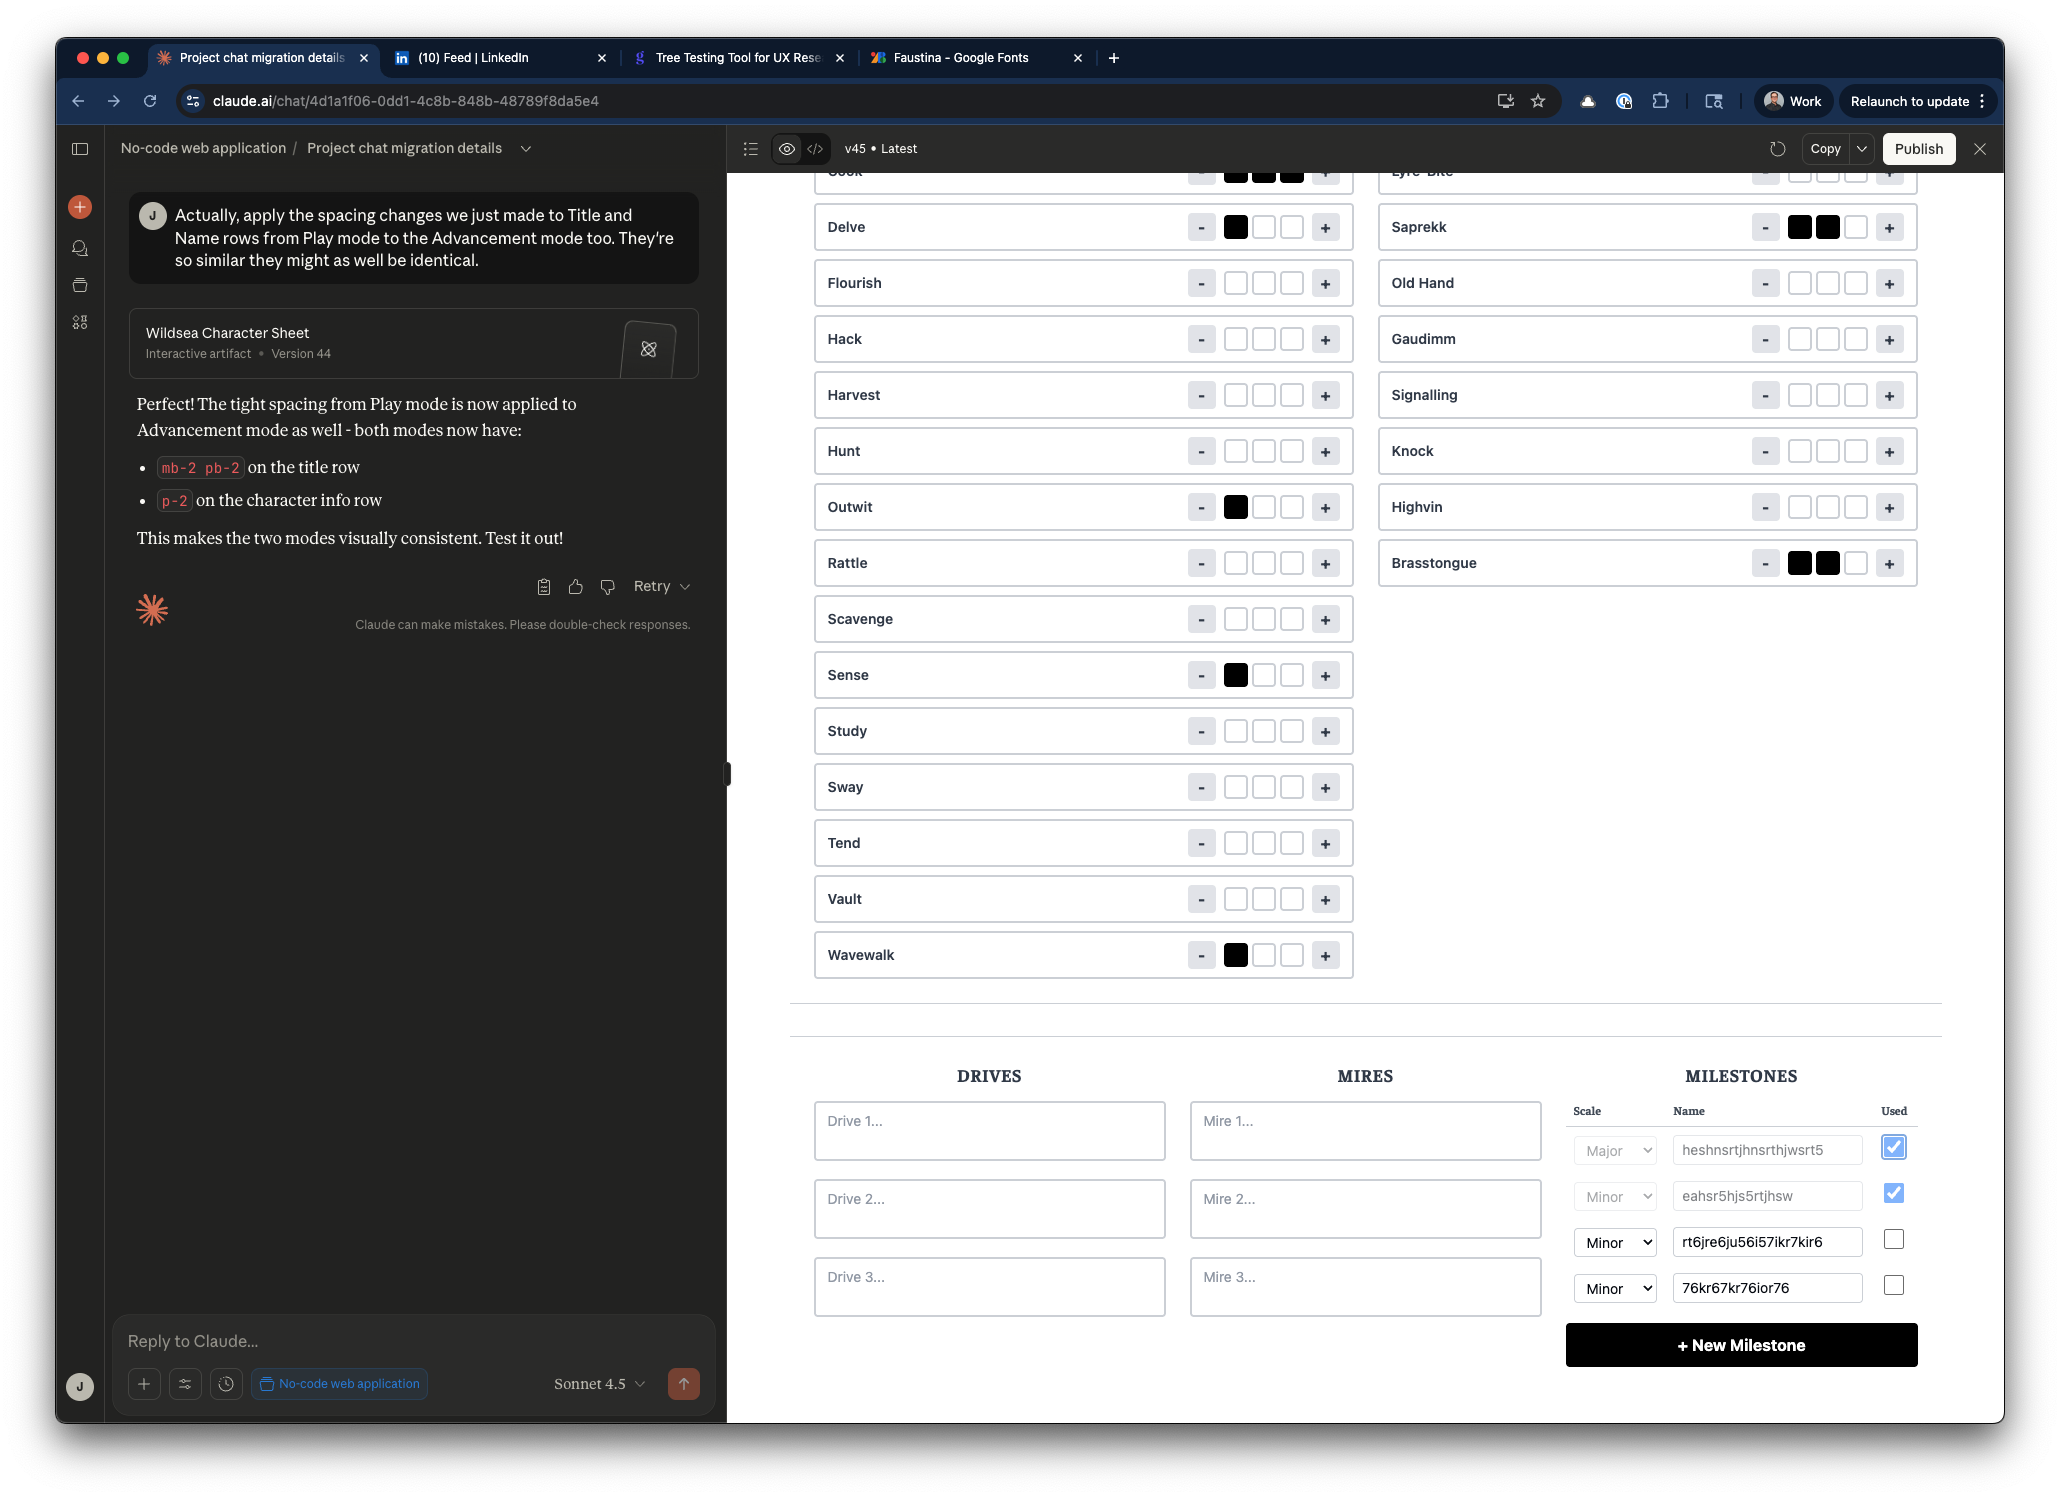 Project chat migration details
(10) Feed | LinkedIn
Tree Testing Tool for UX Rese
Faustina - Google Fonts
claude.ai/chat/4d1a1f06-0dd1-4c8b-848b-48789f8da5e4
Work
Relaunch to update
No-code web application / Project chat migration details
J
Actually, apply the spacing changes we just made to Title and
Name rows from Play mode to the Advancement mode too. They're
so similar they might as well be identical.
Wildsea Character Sheet
Interactive artifact • Version 44
Perfect! The tight spacing from Play mode is now applied to
Advancement mode as well - both modes now have:
• mb-2 pb-2 on the title row
• p-2 on the character info row
This makes the two modes visually consistent. Test it out!
Retry
Claude can make mistakes. Please double-check responses.
Reply to Claude...
No-code web application
Sonnet 4.5
J
v45 • Latest
Copy
Publish
Cook - +
Delve - +
Flourish - +
Hack - +
Harvest - +
Hunt - +
Outwit - +
Rattle - +
Scavenge - +
Sense - +
Study - +
Sway - +
Tend - +
Vault - +
Wavewalk - +
Lyre-Bite - +
Saprekk - +
Old Hand - +
Gaudimm - +
Signalling - +
Knock - +
Highvin - +
Brasstongue - +
DRIVES
Drive 1...
Drive 2...
Drive 3...
MIRES
Mire 1...
Mire 2...
Mire 3...
MILESTONES
Scale Name Used
Major heshnsrtjhnsrthjwsrt5
Minor eahsr5hjs5rtjhsw
Minor rt6jre6ju56i57ikr7kir6
Minor 76kr67kr76ior76
+ New Milestone